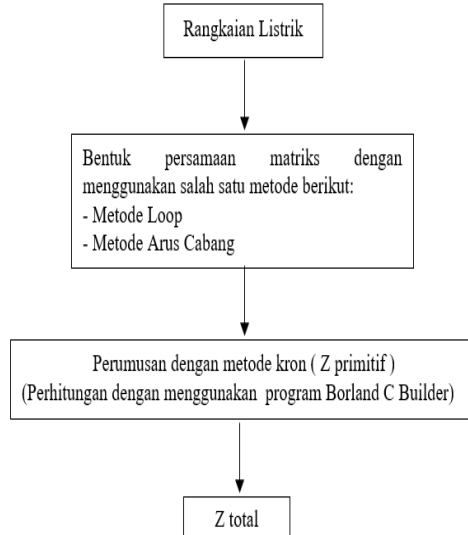 Rangkaian Listrik
Bentuk persamaan matriks dengan
menggunakan salah satu metode berikut:
- Metode Loop
- Metode Arus Cabang
Perumusan dengan metode kron ( Z primitif )
(Perhitungan dengan menggunakan program Borland C Builder)
Z total